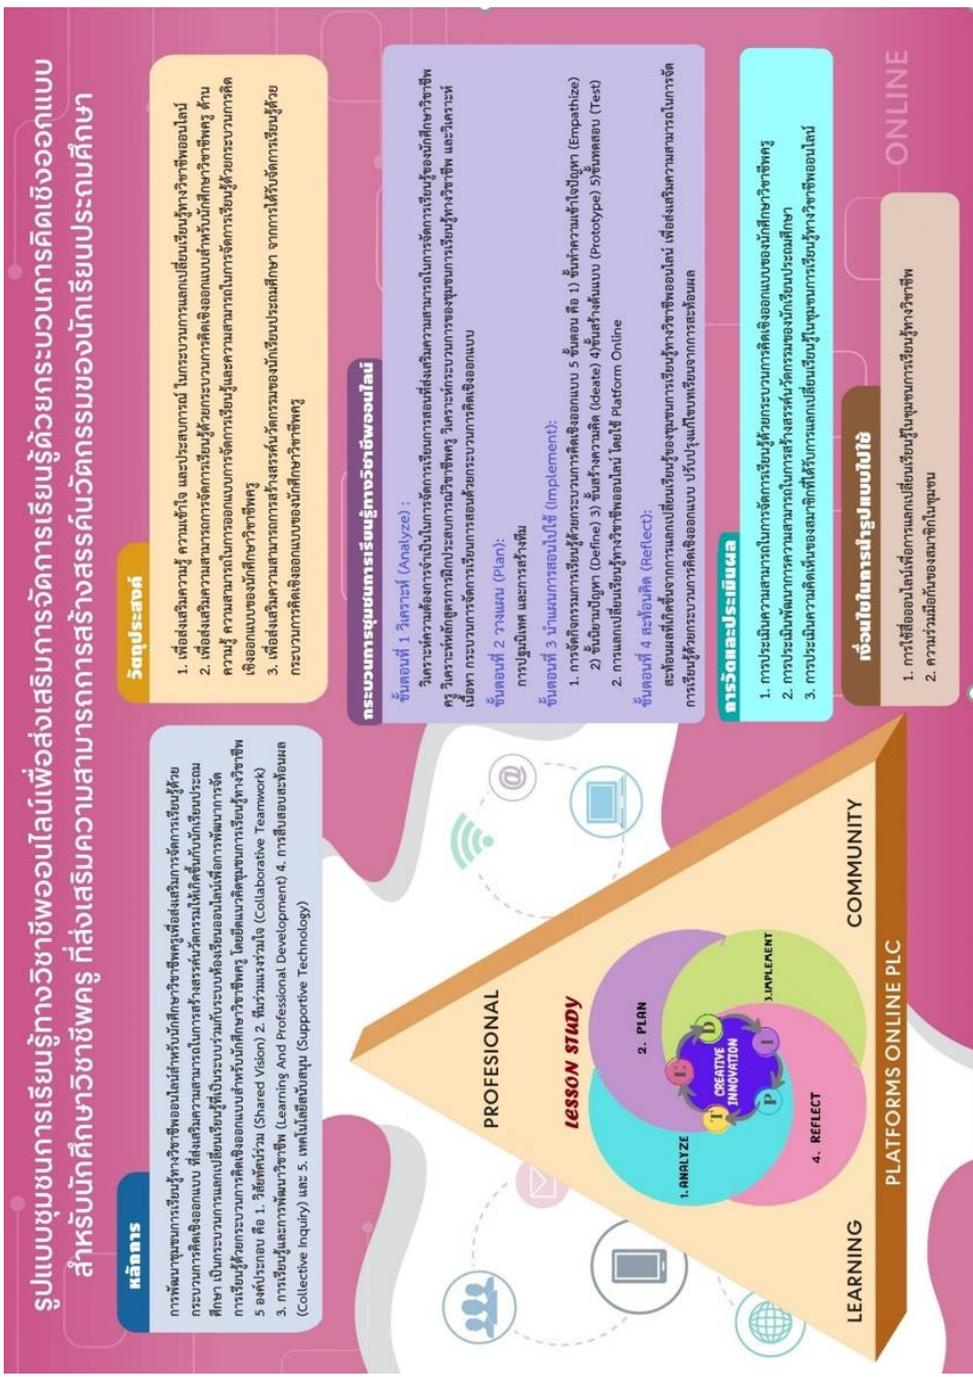 รูปแบบชุมชนการเรียนรู้ทางวิชาชีพออนไลน์เพื่อส่งเสริมการจัดการเรียนรู้ด้วยกระบวนการคิดเชิงออกแบบ
สำหรับนักศึกษาวิชาชีพครู ที่ส่งเสริมความสามารถการสร้างสรรค์นวัตกรรมของนักเรียนประถมศึกษา
หลักการ
การพัฒนาชุมชนการเรียนรู้ทางวิชาชีพออนไลน์สำหรับนักศึกษาวิชาชีพครูเพื่อส่งเสริมการจัดการเรียนรู้ด้วย
กระบวนการคิดเชิงออกแบบ ที่ส่งเสริมความสามารถในการสร้างสรรค์นวัตกรรมให้เกิดขึ้นกับนักเรียนประถม
ศึกษา เป็นกระบวนการแลกเปลี่ยนเรียนรู้ที่เป็นระบบร่วมกับระบบห้องเรียนออนไลน์เพื่อการพัฒนาการจัด
การเรียนรู้ด้วยกระบวนการคิดเชิงออกแบบสำหรับนักศึกษาวิชาชีพครู โดยยึดแนวคิดชุมชนการเรียนรู้ทางวิชาชีพ
5 องค์ประกอบ คือ 1. วิสัยทัศน์ร่วม (Shared Vision) 2. ทีมร่วมแรงร่วมใจ (Collaborative Teamwork)
3. การเรียนรู้และการพัฒนาวิชาชีพ (Learning And Professional Development) 4. การสืบสอบสะท้อนผล
(Collective Inquiry) และ 5. เทคโนโลยีสนับสนุน (Supportive Technology)
วัตถุประสงค์
1. เพื่อส่งเสริมความรู้ ความเข้าใจ และประสบการณ์ ในกระบวนการแลกเปลี่ยนเรียนรู้ทางวิชาชีพออนไลน์
2. เพื่อส่งเสริมความสามารถการจัดการเรียนรู้ด้วยกระบวนการคิดเชิงออกแบบสำหรับนักศึกษาวิชาชีพครู ด้าน
ความรู้ ความสามารถในการออกแบบการจัดการเรียนรู้และความสามารถในการจัดการเรียนรู้ด้วยกระบวนการคิด
เชิงออกแบบของนักศึกษาวิชาชีพครู
3. เพื่อส่งเสริมความสามารถการสร้างสรรค์นวัตกรรมของนักเรียนประถมศึกษา จากการได้รับจัดการเรียนรู้ด้วย
กระบวนการคิดเชิงออกแบบของนักศึกษาวิชาชีพครู
กระบวนการชุมชนการเรียนรู้ทางวิชาชีพออนไลน์
ขั้นตอนที่ 1 วิเคราะห์ (Analyze) :
วิเคราะห์ความต้องการจำเป็นในการจัดการเรียนการสอนที่ส่งเสริมความสามารถในการจัดการเรียนรู้ของนักศึกษาวิชาชีพ
ครู วิเคราะห์หลักสูตรการฝึกประสบการณ์วิชาชีพครู วิเคราะห์กระบวนการของชุมชนการเรียนรู้ทางวิชาชีพ และวิเคราะห์
เนื้อหา กระบวนการจัดการเรียนการสอนด้วยกระบวนการคิดเชิงออกแบบ
ขั้นตอนที่ 2 วางแผน (Plan):
การปฐมนิเทศ และการสร้างทีม
ขั้นตอนที่ 3 นำแผนการสอนไปใช้ (Implement):
1. การจัดกิจกรรมการเรียนรู้ด้วยกระบวนการคิดเชิงออกแบบ 5 ขั้นตอน คือ 1) ขั้นทำความเข้าใจปัญหา (Empathize)
2) ขั้นนิยามปัญหา (Define) 3) ขั้นสร้างความคิด (Ideate) 4)ขั้นสร้างต้นแบบ (Prototype) 5)ขั้นทดสอบ (Test)
2. การแลกเปลี่ยนเรียนรู้ทางวิชาชีพออนไลน์ โดยใช้ Platform Online
ขั้นตอนที่ 4 สะท้อนคิด (Reflect):
สะท้อนผลที่เกิดขึ้นจากการแลกเปลี่ยนเรียนรู้ของชุมชนการเรียนรู้ทางวิชาชีพออนไลน์ เพื่อส่งเสริมความสามารถในการจัด
การเรียนรู้ด้วยกระบวนการคิดเชิงออกแบบ ปรับปรุงแก้ไขบทเรียนจากการสะท้อนผล
การวัดและประเมินผล
1. การประเมินความสามารถในการจัดการเรียนรู้ด้วยกระบวนการคิดเชิงออกแบบของนักศึกษาวิชาชีพครู
2. การประเมินพัฒนาการความสามารถในการสร้างสรรค์นวัตกรรมของนักเรียนประถมศึกษา
3. การประเมินความคิดเห็นของสมาชิกที่ได้รับการแลกเปลี่ยนเรียนรู้ในชุมชนการเรียนรู้ทางวิชาชีพออนไลน์
เงื่อนไขในการนำรูปแบบไปใช้
1. การใช้สื่อออนไลน์เพื่อการแลกเปลี่ยนเรียนรู้ในชุมชนการเรียนรู้ทางวิชาชีพ
2. ความร่วมมือกันของสมาชิกในชุมชน
ONLINE
PROFESIONAL
LESSON STUDY
1. ANALYZE
2. PLAN
3.IMPLEMENT
4. REFLECT
E
D
I
P
T
CREATIVE
INNOVATION
LEARNING
COMMUNITY
PLATFORMS ONLINE PLC
@